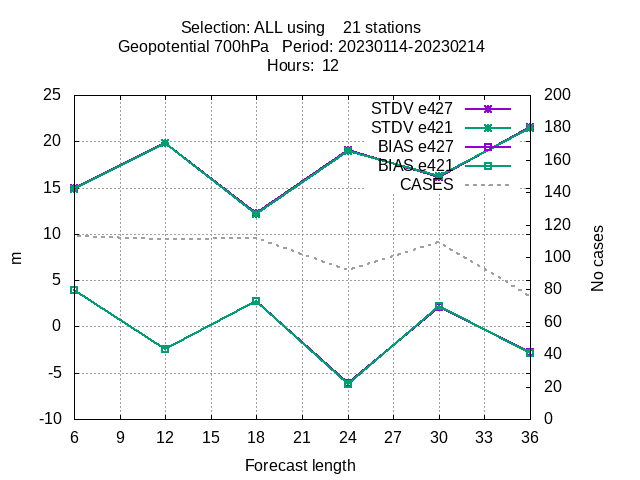 Selection: ALL using    21 stations
Geopotential 700hPa   Period: 20230114-20230214
Hours:  12
25
20
15
10
5
0
-5
-10
m
200
180
160
140
120
100
80
60
40
20
0
No cases
STDV e427
STDV e421
BIAS e427
BIAS e421
CASES
6 9 12 15 18 21 24 27 30 33 36
Forecast length